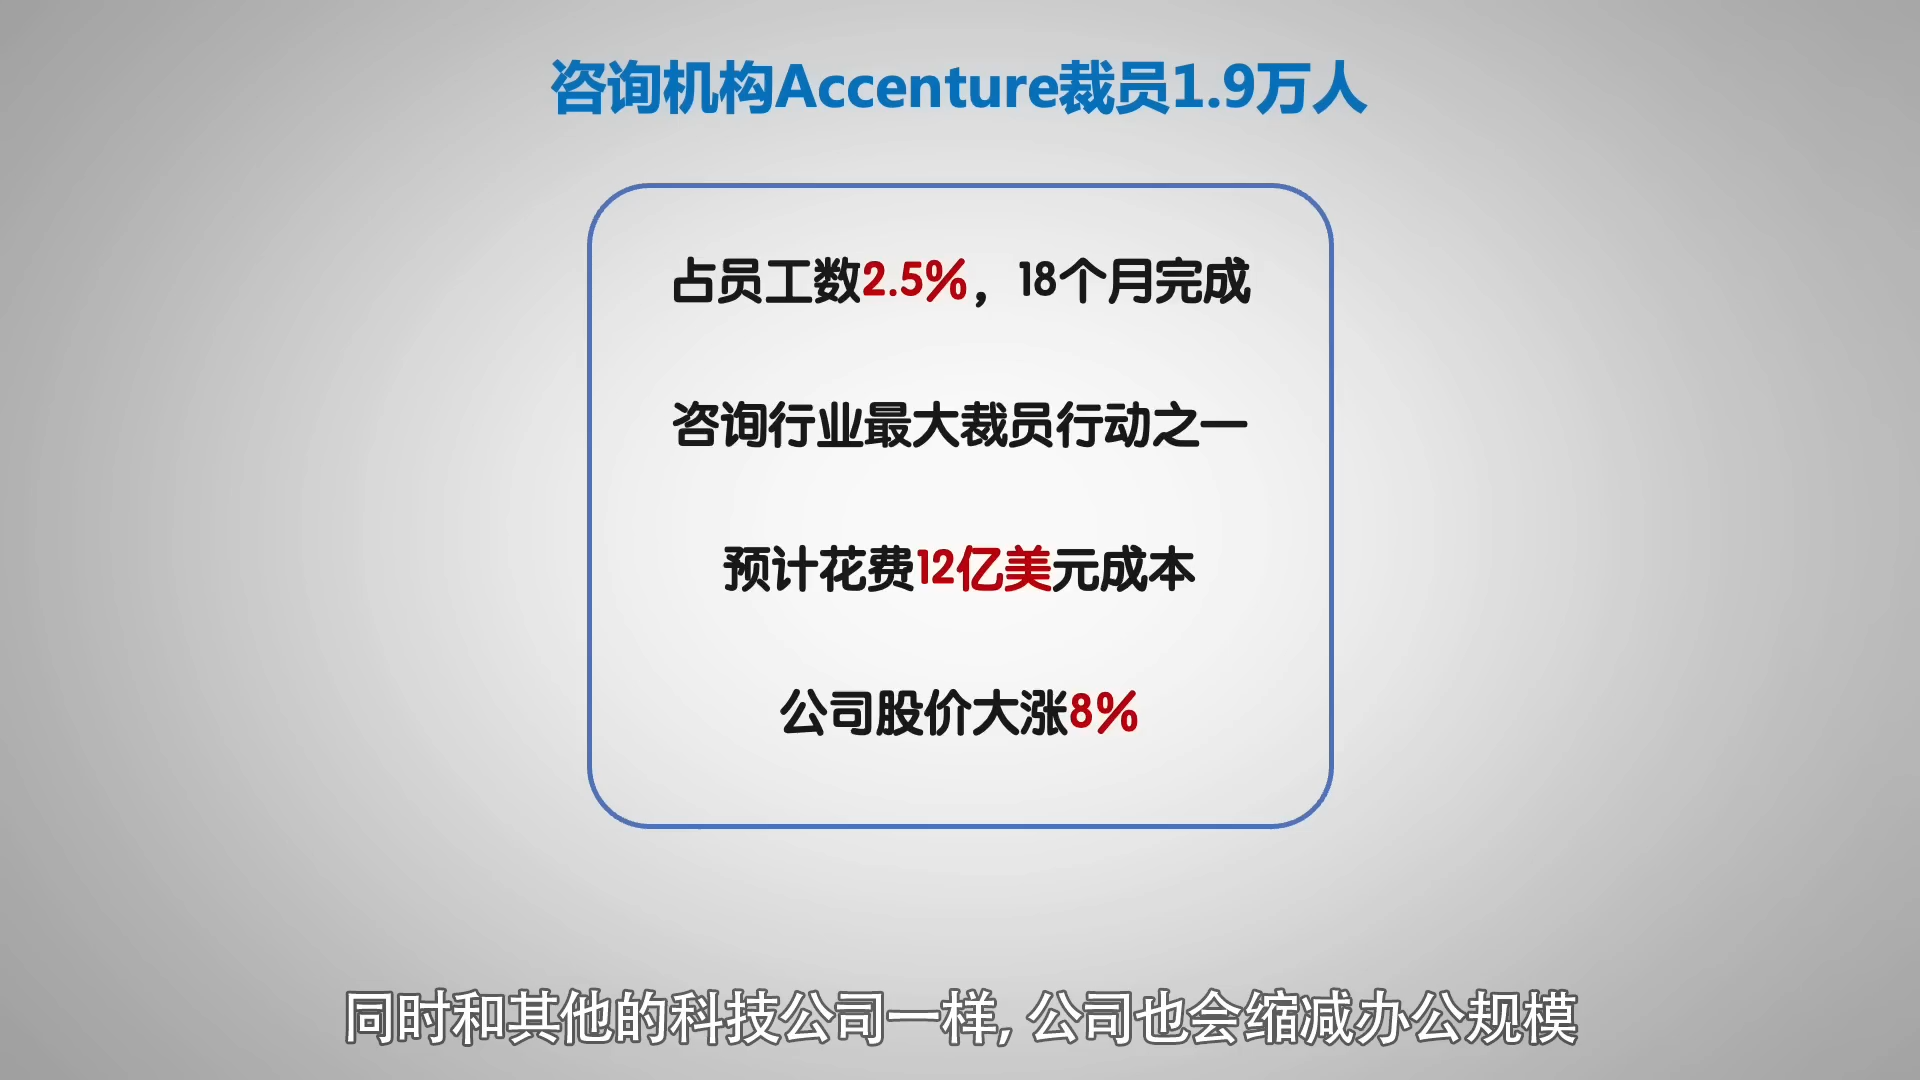 咨询机构Accenture裁员1.9万人
占员工数2.5%，18个月完成
咨询行业最大裁员行动之一
预计花费12亿美元成本
公司股价大涨8%
同时和其他的科技公司一样, 公司也会缩减办公规模